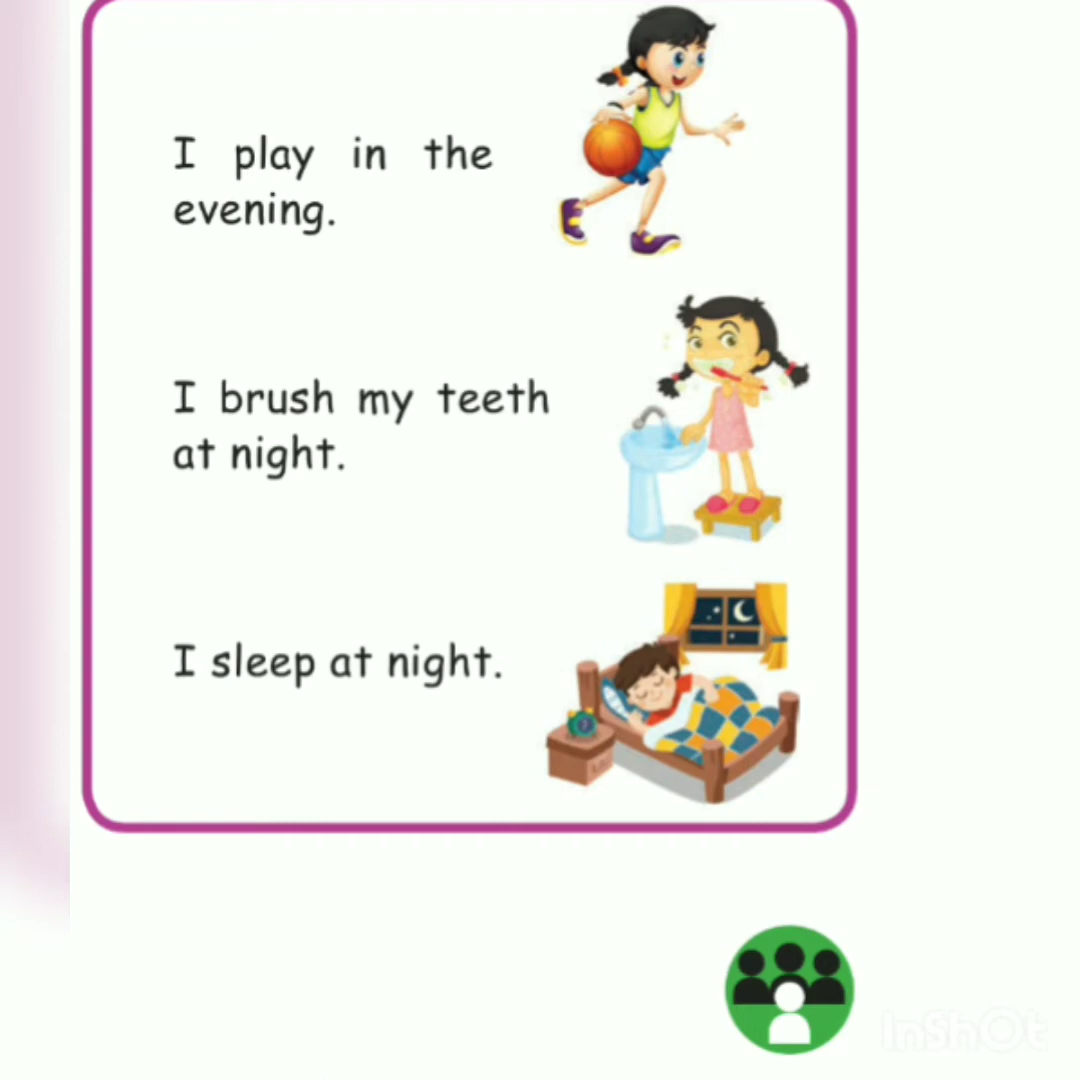 I play in the
evening.
I brush my teeth
at night.
I sleep at night.
InShOt